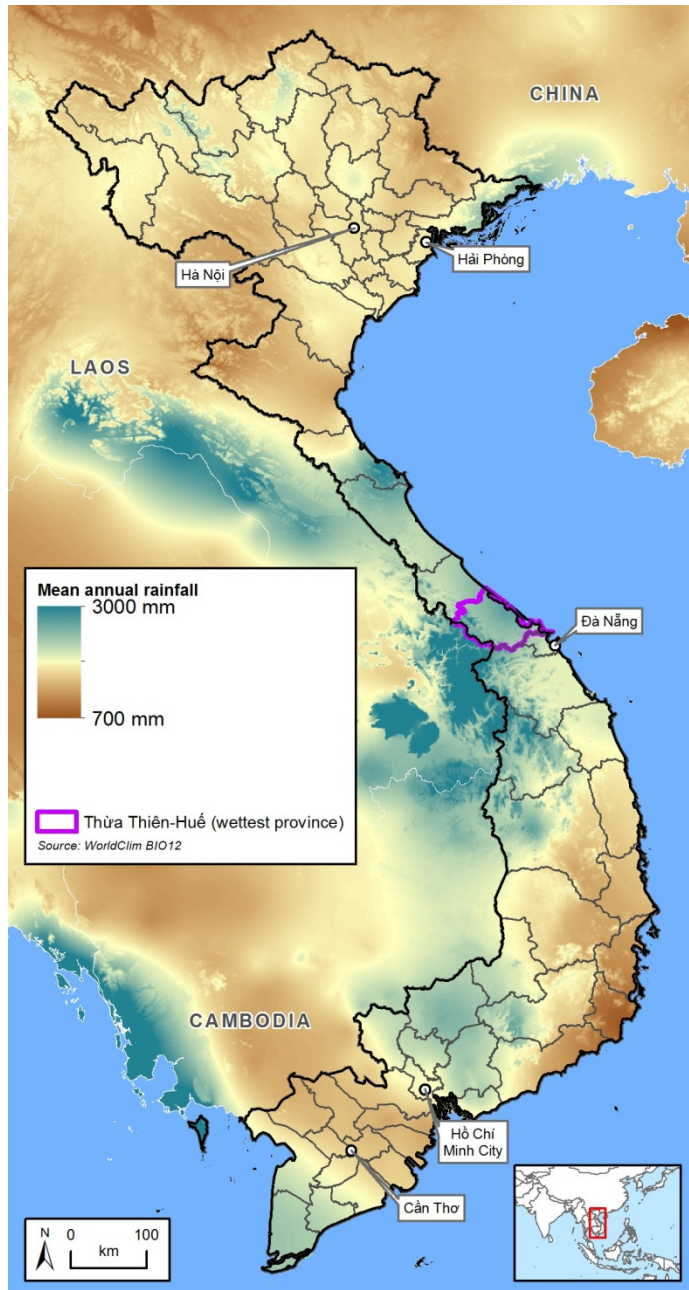 CHINA
Hà Nội
Hải Phòng
LAOS
Mean annual rainfall
3000 mm
700 mm
Thừa Thiên-Huế (wettest province)
Source: WorldClim BIO12
Đà Nẵng
CAMBODIA
Hồ Chí
Minh City
Cần Thơ
N
0 100
km